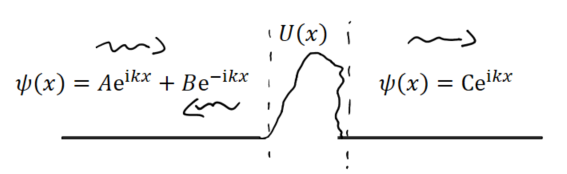 U(x)
ψ(x) = Ae^{ikx} + Be^{-ikx}
ψ(x) = Ce^{ikx}